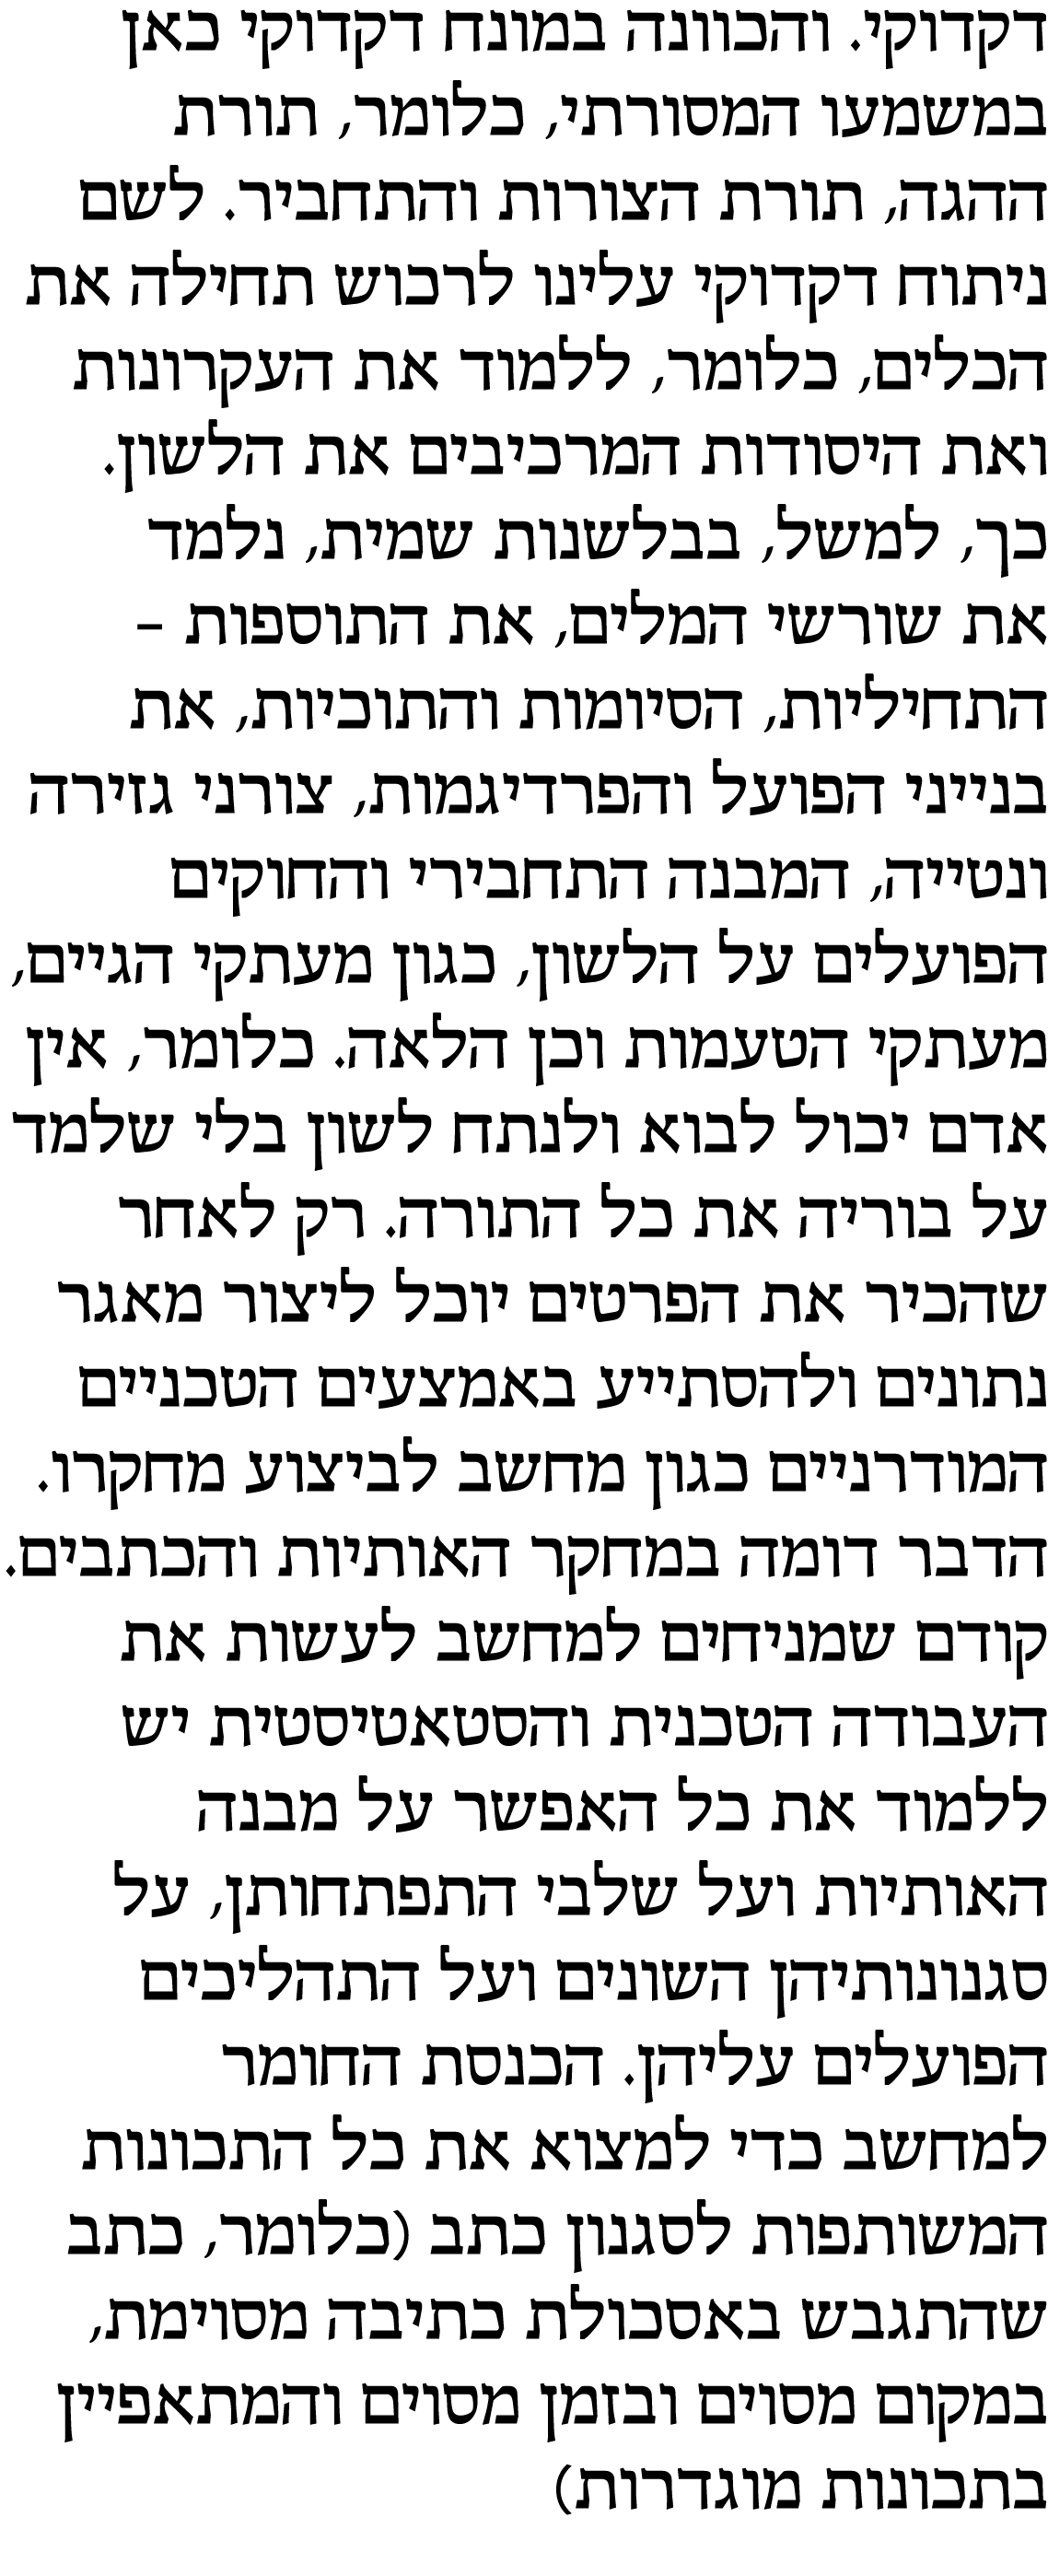 דקדוקי. והכוונה במונח דקדוקי כאן
במשמעו המסורתי, כלומר, תורת
ההגה, תורת הצורות והתחביר. לשם
ניתוח דקדוקי עלינו לרכוש תחילה את
הכלים, כלומר, ללמוד את העקרונות
ואת היסודות המרכיבים את הלשון.
כך, למשל, בבלשנות שמית, נלמד
את שורשי המלים, את התוספות –
התחיליות, הסיומות והתוכיות, את
בנייני הפועל והפרדיגמות, צורני גזירה
ונטייה, המבנה התחבירי והחוקים
הפועלים על הלשון, כגון מעתקי הגיים,
מעתקי הטעמות וכן הלאה. כלומר, אין
אדם יכול לבוא ולנתח לשון בלי שלמד
על בוריה את כל התורה. רק לאחר
שהכיר את הפרטים יוכל ליצור מאגר
נתונים ולהסתייע באמצעים הטכניים
המודרניים כגון מחשב לביצוע מחקרו.
הדבר דומה במחקר האותיות והכתבים.
קודם שמניחים למחשב לעשות את
העבודה הטכנית והסטאטיסטית יש
ללמוד את כל האפשר על מבנה
האותיות ועל שלבי התפתחותן, על
סגנונותיהן השונים ועל התהליכים
הפועלים עליהן. הכנסת החומר
למחשב כדי למצוא את כל התכונות
המשותפות לסגנון כתב (כלומר, כתב
שהתגבש באסכולת כתיבה מסוימת,
במקום מסוים ובזמן מסוים והמתאפיין
בתכונות מוגדרות)